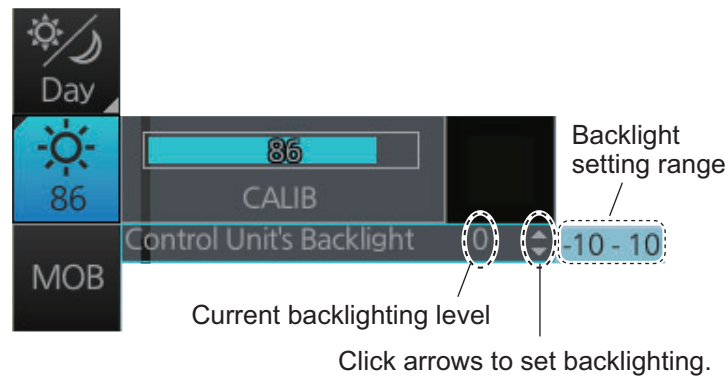 Day
86
86
CALIB
Control Unit's Backlight 0
-10 - 10
MOB
Backlight
setting range
Current backlighting level
Click arrows to set backlighting.